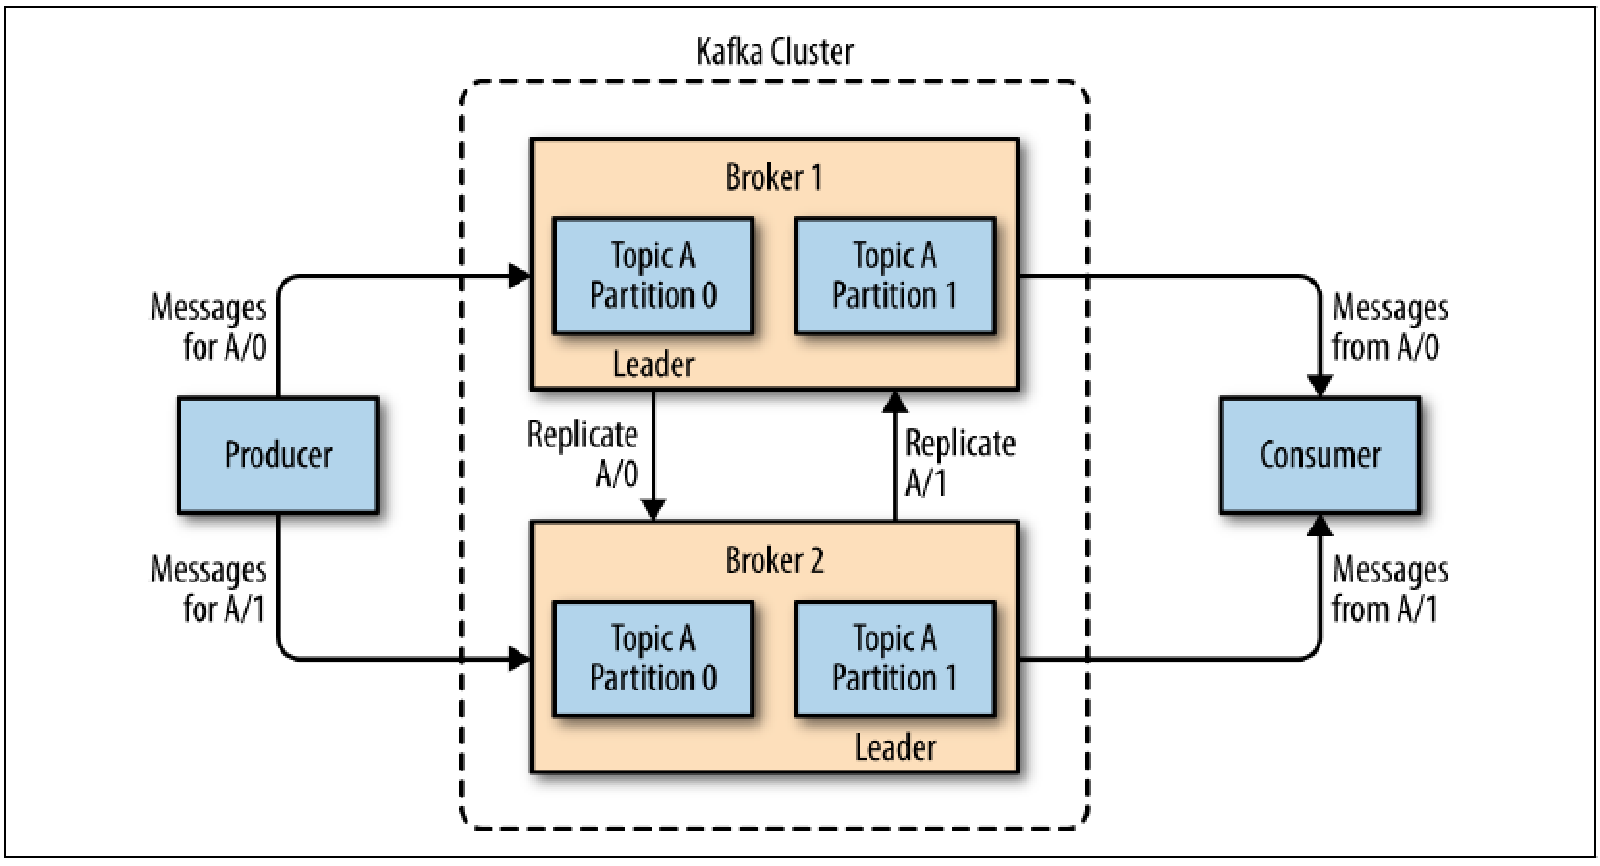 Kafka Cluster
Broker 1
Topic A
Partition 0
Topic A
Partition 1
Leader
Messages
for A/0
Messages
from A/0
Replicate
A/0
Replicate
A/1
Producer
Consumer
Broker 2
Messages
for A/1
Messages
from A/1
Topic A
Partition 0
Topic A
Partition 1
Leader